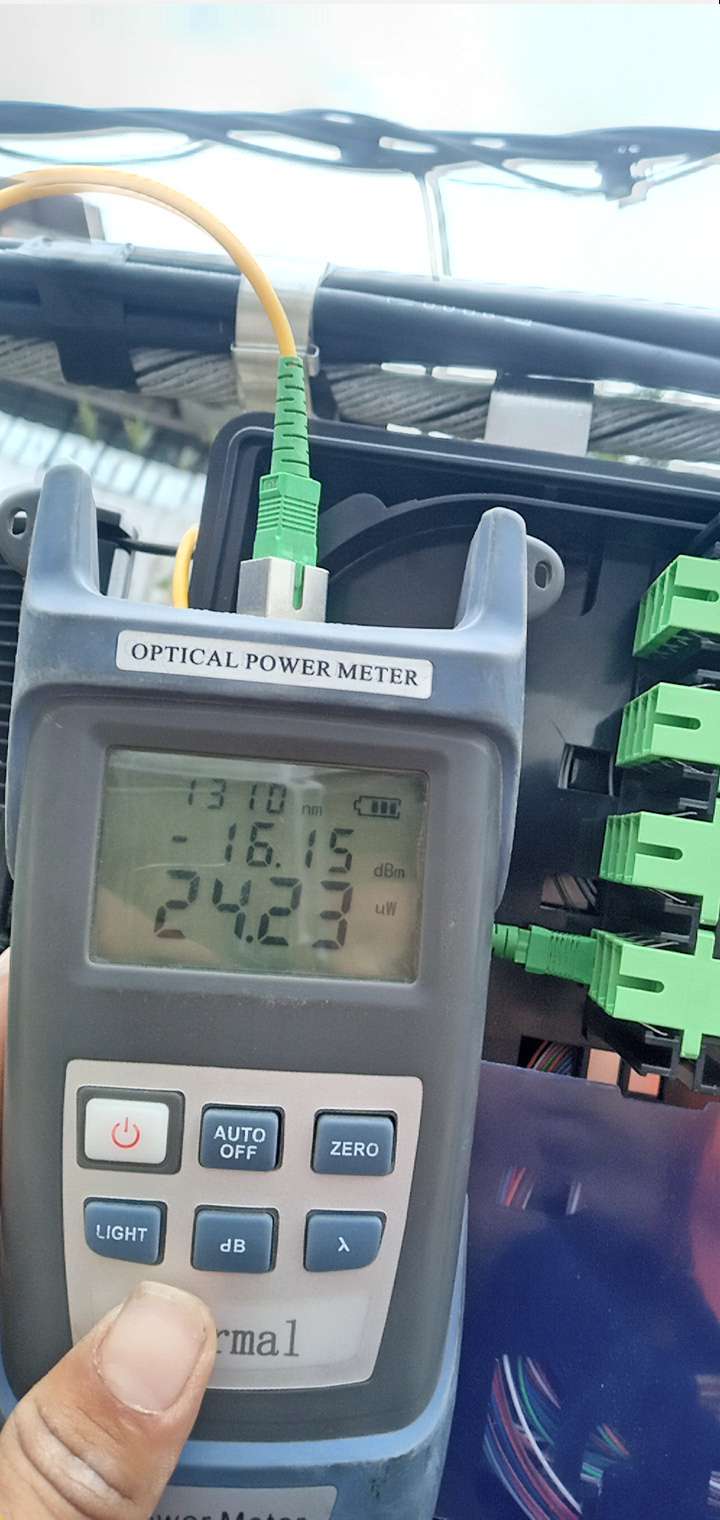 OPTICAL POWER METER
1310 nm
-16.15 dBm
24.23 uW
AUTO OFF
ZERO
LIGHT
dB
λ
rmal